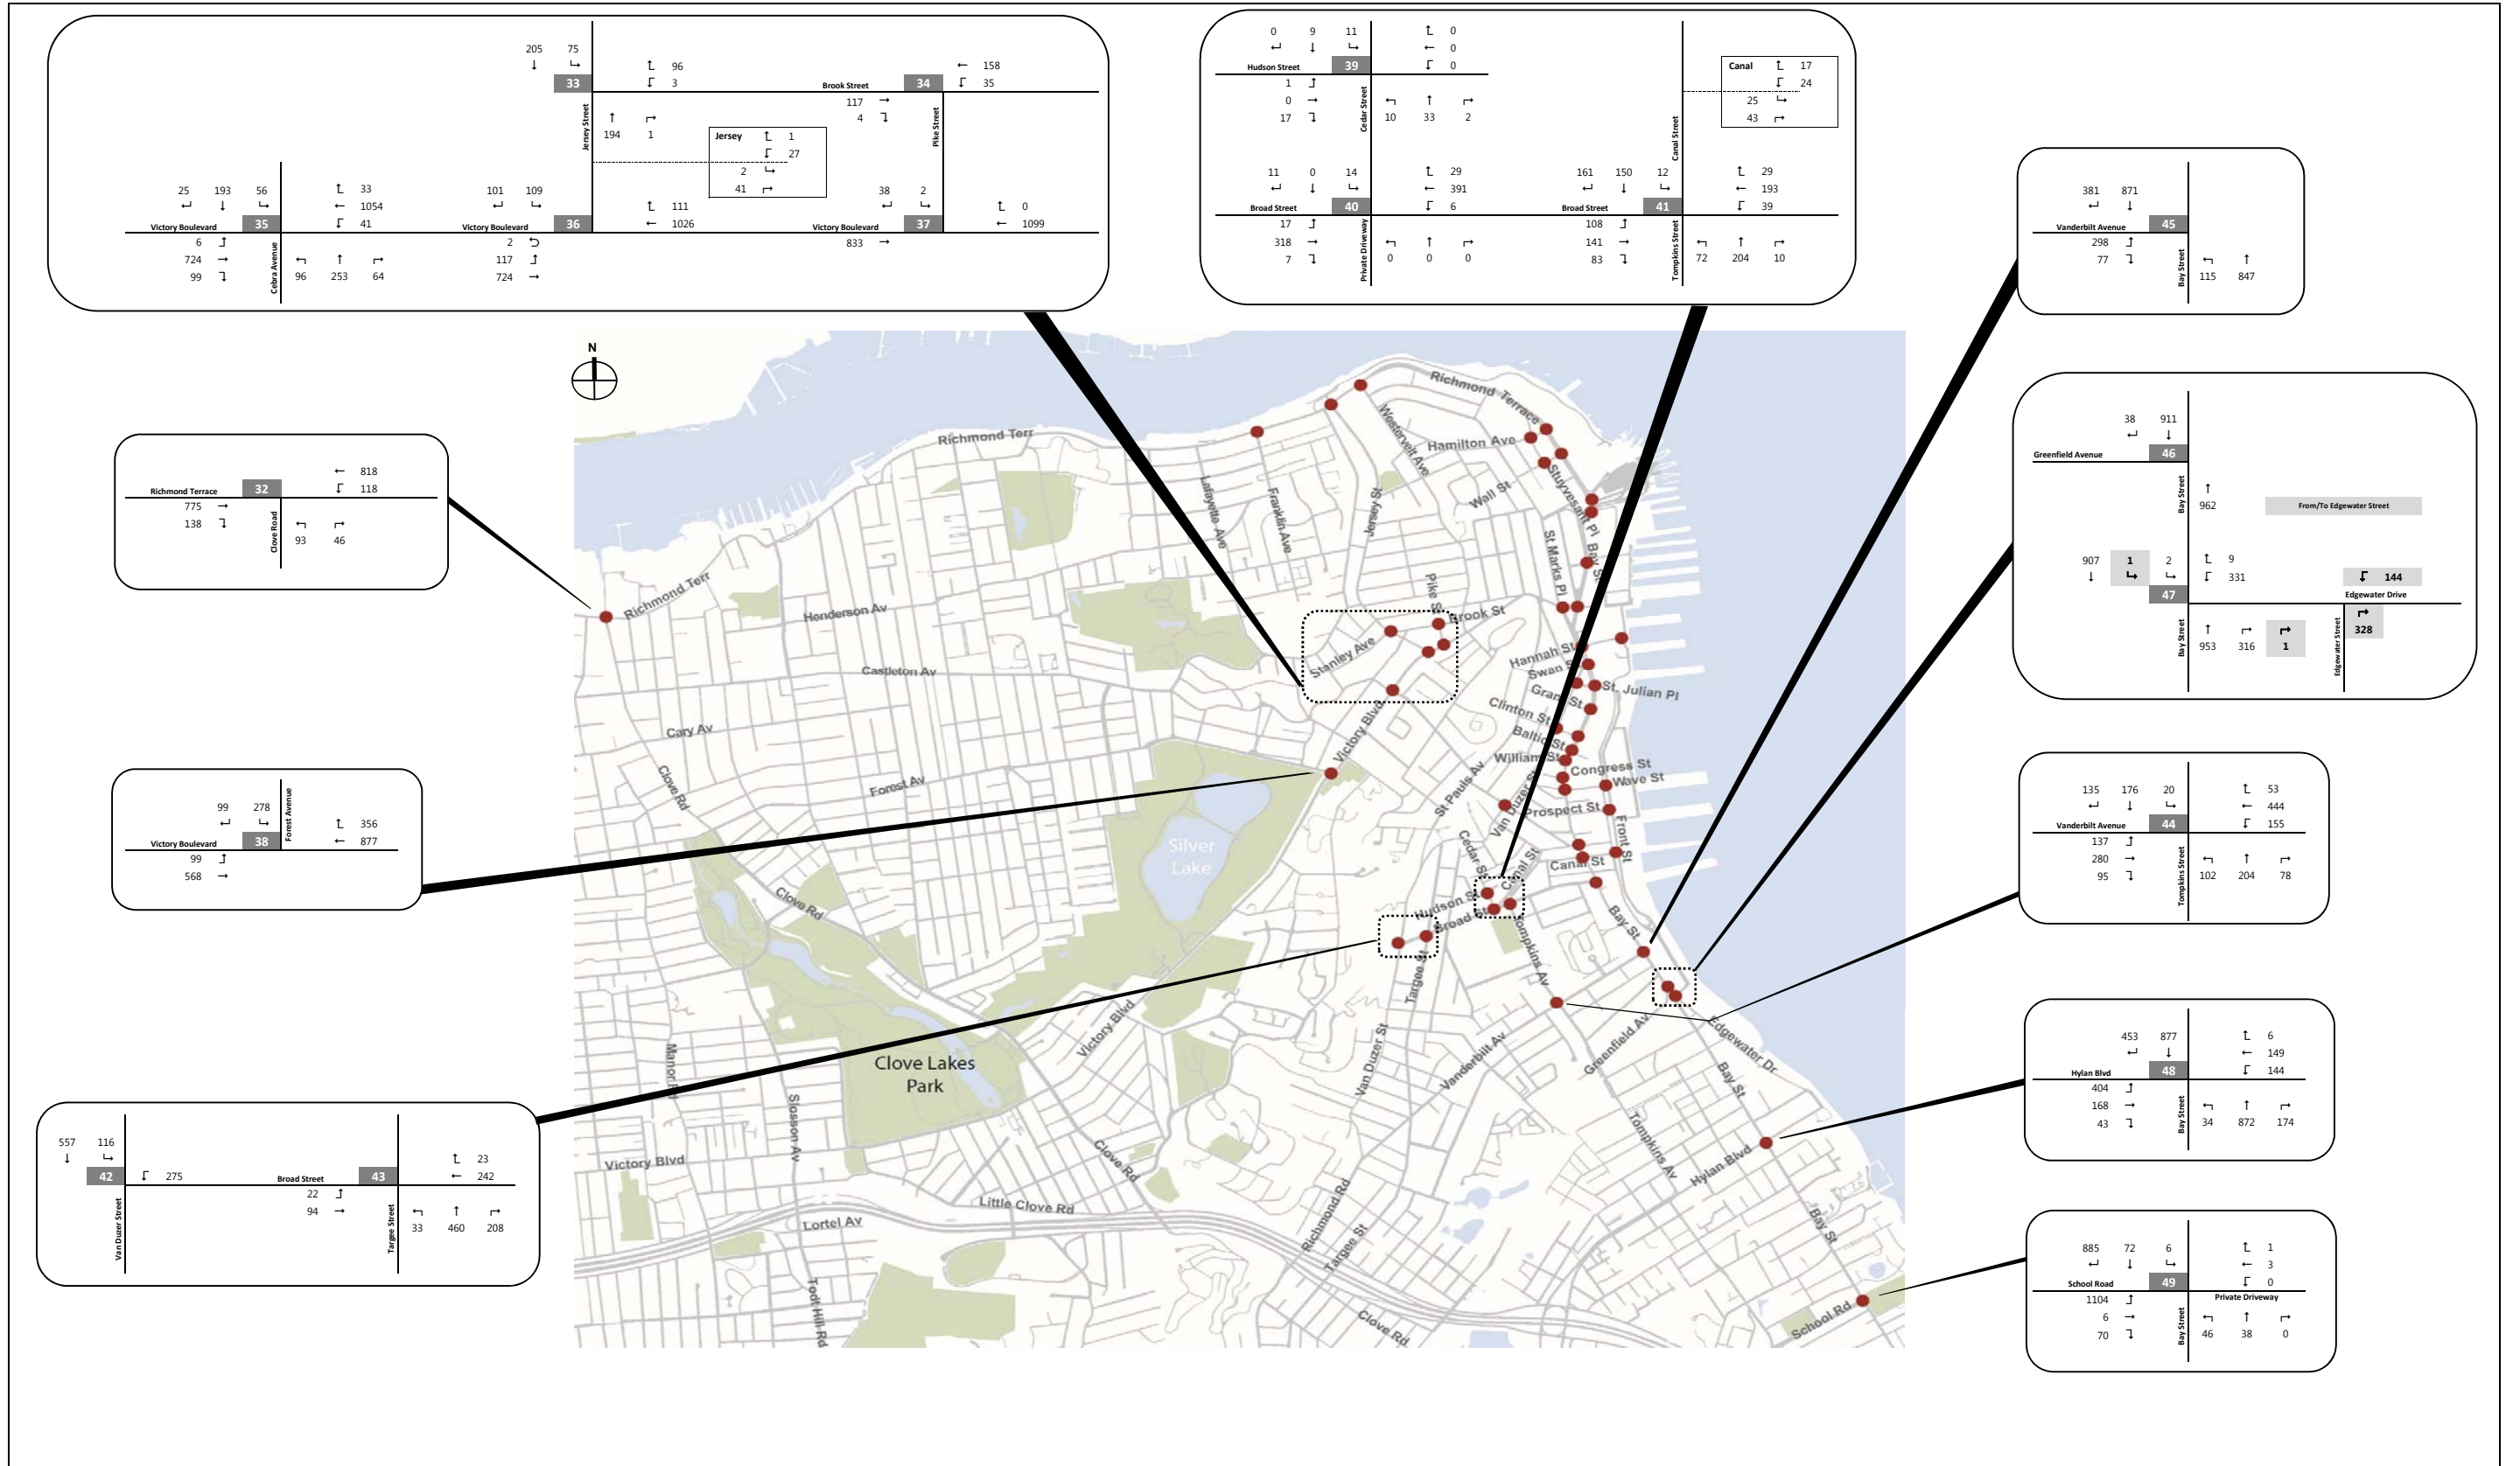 205 75
↓ ↳
33
↑ 96
3
Brook Street
34
← 158
35
117 →
4
Jersey Street
Pike Street
↑
194 1
Jersey 1
27
2
41
25 193 56
33
← 1054
41
Victory Boulevard
35
6
724 →
99
Cebra Avenue
96 253 64
101 109
Victory Boulevard
36
111
← 1026
2
117
724 →
38 2
Victory Boulevard
37
0
← 1099
833 →
0 9 11
0
← 0
0
Hudson Street
39
1
0 →
17
Cedar Street
10 33 2
11 0 14
29
← 391
6
Broad Street
40
17
318 →
7
Private Driveway
0 0 0
Canal 17
24
25
43
Canal Street
161 150 12
29
← 193
39
Broad Street
41
108
141 →
83
Tompkins Street
72 204 10
381 871
Vanderbilt Avenue
45
298
77
Bay Street
115 847
38 911
Greenfield Avenue
46
Bay Street
962
From/To Edgewater Street
907 1 2
9
331
144
47
Edgewater Drive
Bay Street
953 316 1
Edgewater Street
328
← 818
118
Richmond Terrace
32
775 →
138
Clove Road
93 46
99 278
Forest Avenue
356
← 877
Victory Boulevard
38
99
568 →
557 116
42
275
Van Duzer Street
Broad Street
43
23
← 242
22
94 →
Targee Street
33 460 208
135 176 20
53
← 444
155
Vanderbilt Avenue
44
137
280 →
95
Tompkins Street
102 204 78
453 877
6
← 149
144
Hylan Blvd
48
404
168 →
43
Bay Street
34 872 174
885 72 6
1
← 3
0
School Road
49
Private Driveway
1104
6 →
70
Bay Street
46 38 0
N
Richmond Terrace
Richmond Terr
Westervelt Ave
Hamilton Ave
Lafayette Ave
Franklin Ave
Jersey St
Wall St
Stuyvesant Pl
Bay St
St Marks Pl
Richmond Terr
Henderson Av
Pike St
Brook St
Stanley Ave
Castleton Av
Hannah St
Swan St
St. Julian Pl
Grant St
Clinton St
Baltic St
William St
Congress St
Wave St
Cary Av
Victory Blvd
Clove Rd
Forest Av
St Pauls Av
Van Duzer St
Prospect St
Front St
Silver
Lake
Cedar St
Canal St
Canal St
Clove Rd
Hudson St
Broad St
Tompkins Av
Bay St
Targee St
Victory Blvd
Manor Rd
Clove Lakes
Park
Slosson Av
Van Duzer St
Vanderbilt Av
Greenfield Av
Edgewater Dr
Bay St
Victory Blvd
Clove Rd
Tompkins Av
Hylan Blvd
Little Clove Rd
Lortel Av
Richmond Rd
Targee St
Bay St
Todt Hill Rd
Clove Rd
School Rd